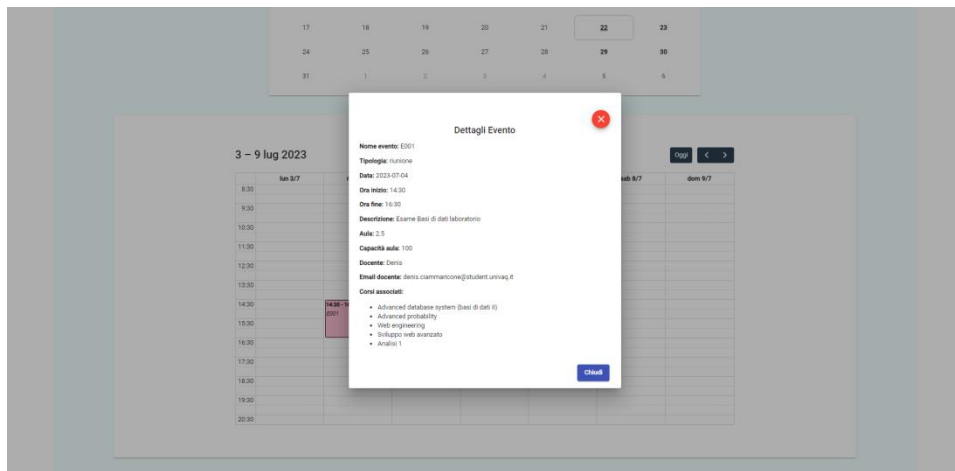 17 18 19 20 21 22 23
24 25 26 27 28 29 30
31 1 2 3 4 5 6
Dettagli Evento
Nome evento: E001
Tipologia: riunione
Data: 2023-07-04
Ora inizio: 14:30
Ora fine: 16:30
Descrizione: Esame Basi di dati laboratorio
Aula: 2.5
Capacità aula: 100
Docente: Denis
Email docente: denis.ciammaricone@student.univaq.it
Corsi associati:
• Advanced database system (basi di dati II)
• Advanced probability
• Web engineering
• Sviluppo web avanzato
• Analisi 1
Chiudi
3 – 9 lug 2023
Oggi
lun 3/7
sab 8/7 dom 9/7
8:30
9:30
10:30
11:30
12:30
13:30
14:30
15:30
16:30
17:30
18:30
19:30
20:30
14:30 - 1
E001